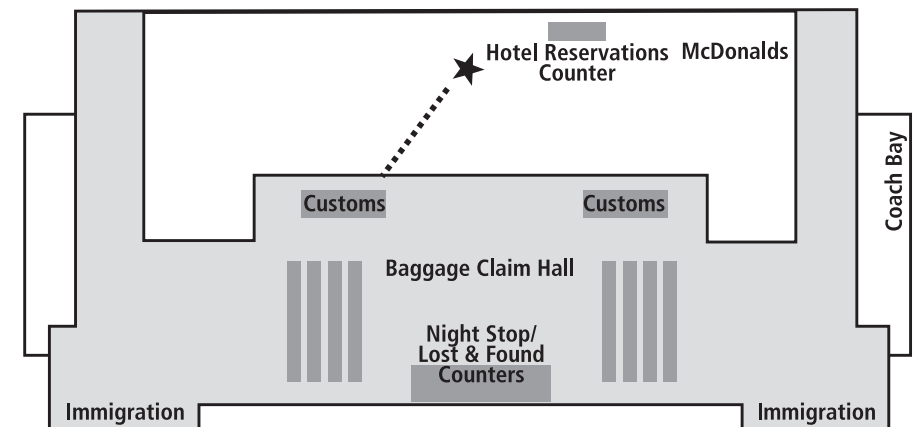 Hotel Reservations
Counter
McDonalds
Coach Bay
Customs
Customs
Baggage Claim Hall
Night Stop/
Lost & Found
Counters
Immigration
Immigration